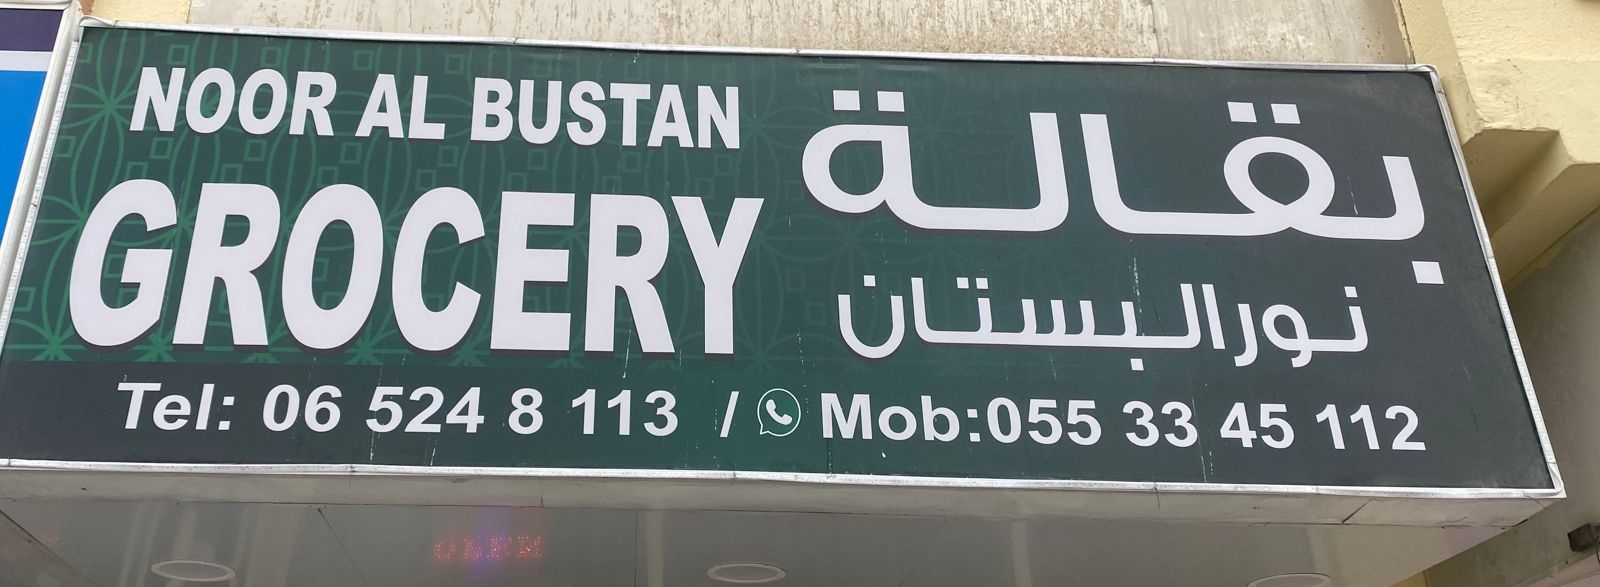 NOOR AL BUSTAN
GROCERY
بقالة
نور البستان
Tel: 06 524 8 113 / Mob:055 33 45 112